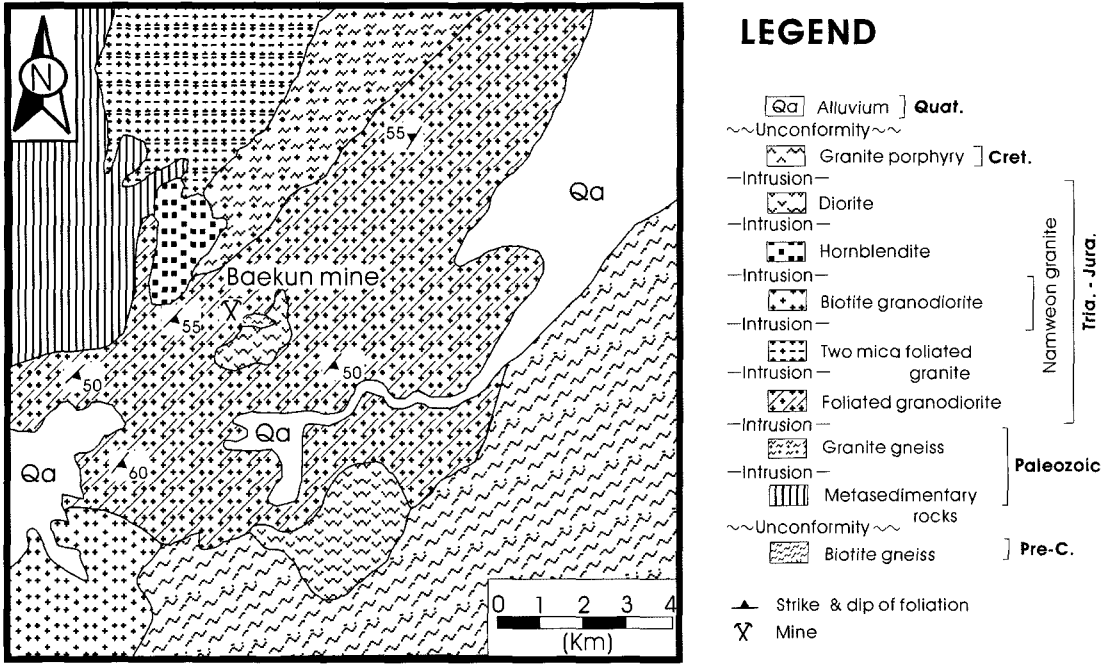 N
55
Qa
Baekun mine
55
50
50
Qa
60
Qa
0 1 2 3 4
(Km)
LEGEND
Qa Alluvium ] Quat.
~~Unconformity~~
Granite porphyry ] Cret.
—Intrusion—
Diorite
—Intrusion—
Hornblendite
—Intrusion—
Biotite granodiorite
—Intrusion—
Two mica foliated
granite
—Intrusion—
Foliated granodiorite
—Intrusion—
Granite gneiss
—Intrusion—
Metasedimentary
rocks
~~Unconformity~~
Biotite gneiss
Namweon granite
Tria. - Jura.
Paleozoic
Pre-C.
Strike & dip of foliation
Mine